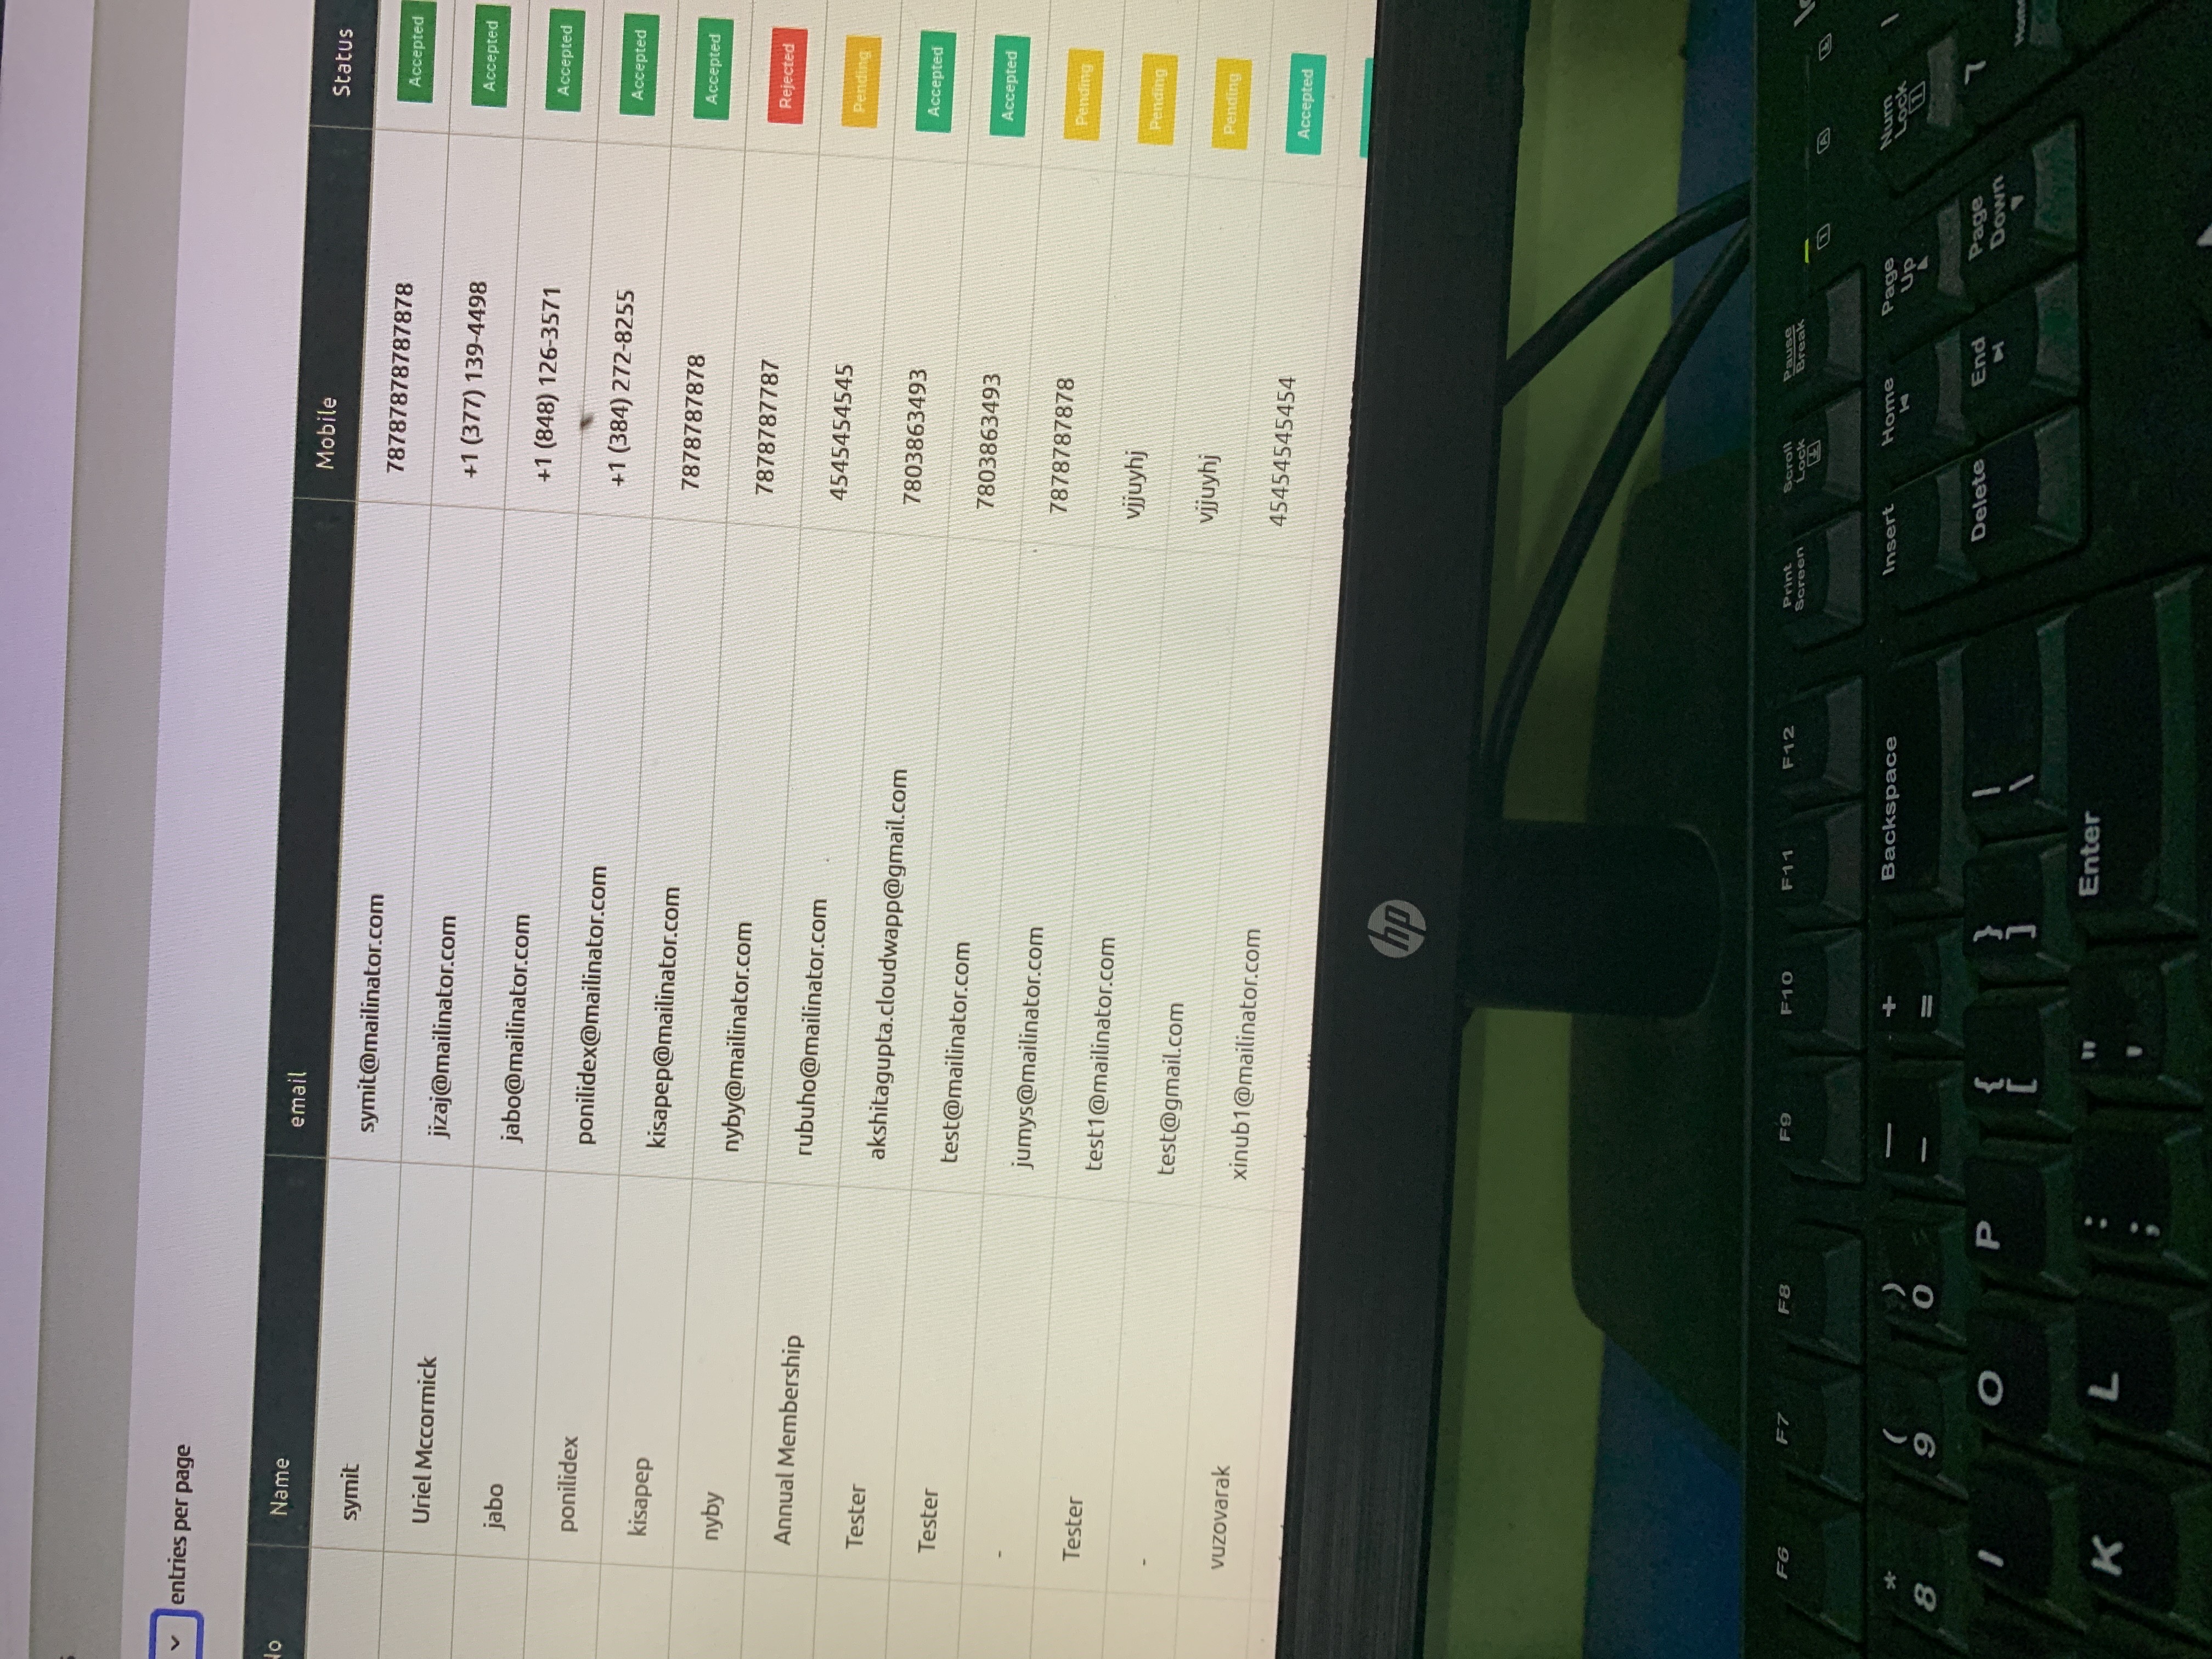 entries per page
No Name email Mobile Status
symit symit@mailinator.com 78787878787878 Accepted
Uriel Mccormick jizaj@mailinator.com +1 (377) 139-4498 Accepted
jabo jabo@mailinator.com +1 (848) 126-3571 Accepted
ponilidex ponilidex@mailinator.com +1 (384) 272-8255 Accepted
kisapep kisapep@mailinator.com 7878787878 Accepted
nyby nyby@mailinator.com 7878787787 Rejected
Annual Membership rubuho@mailinator.com 4545454545 Pending
Tester akshitagupta.cloudwapp@gmail.com 7803863493 Accepted
Tester test@mailinator.com 7803863493 Accepted
- jumys@mailinator.com 7878787878 Pending
Tester test1@mailinator.com vjjuyhj Pending
- test@gmail.com vjjuyhj Pending
vuzovarak xinub1@mailinator.com 45454545454 Accepted
hp
F6 F7 F8 F9 F10 F11 F12 Print Screen Scroll Lock Pause Break
* ( ) — + Backspace Insert Home Page Up Num Lock
8 9 0 – =
I O P { } | Delete End Page Down 7
[ ] \ Home
K L : " Enter
; '